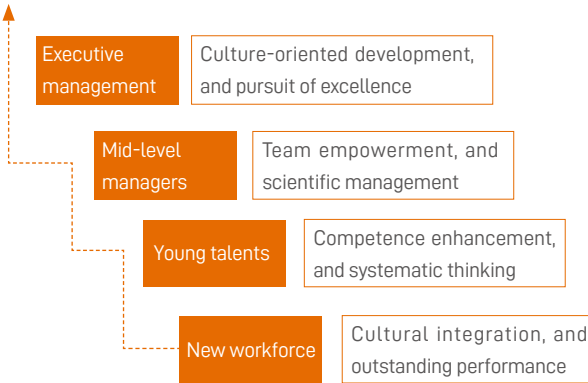 Executive
management
Culture-oriented development,
and pursuit of excellence
Mid-level
managers
Team empowerment, and
scientific management
Young talents
Competence enhancement,
and systematic thinking
New workforce
Cultural integration, and
outstanding performance